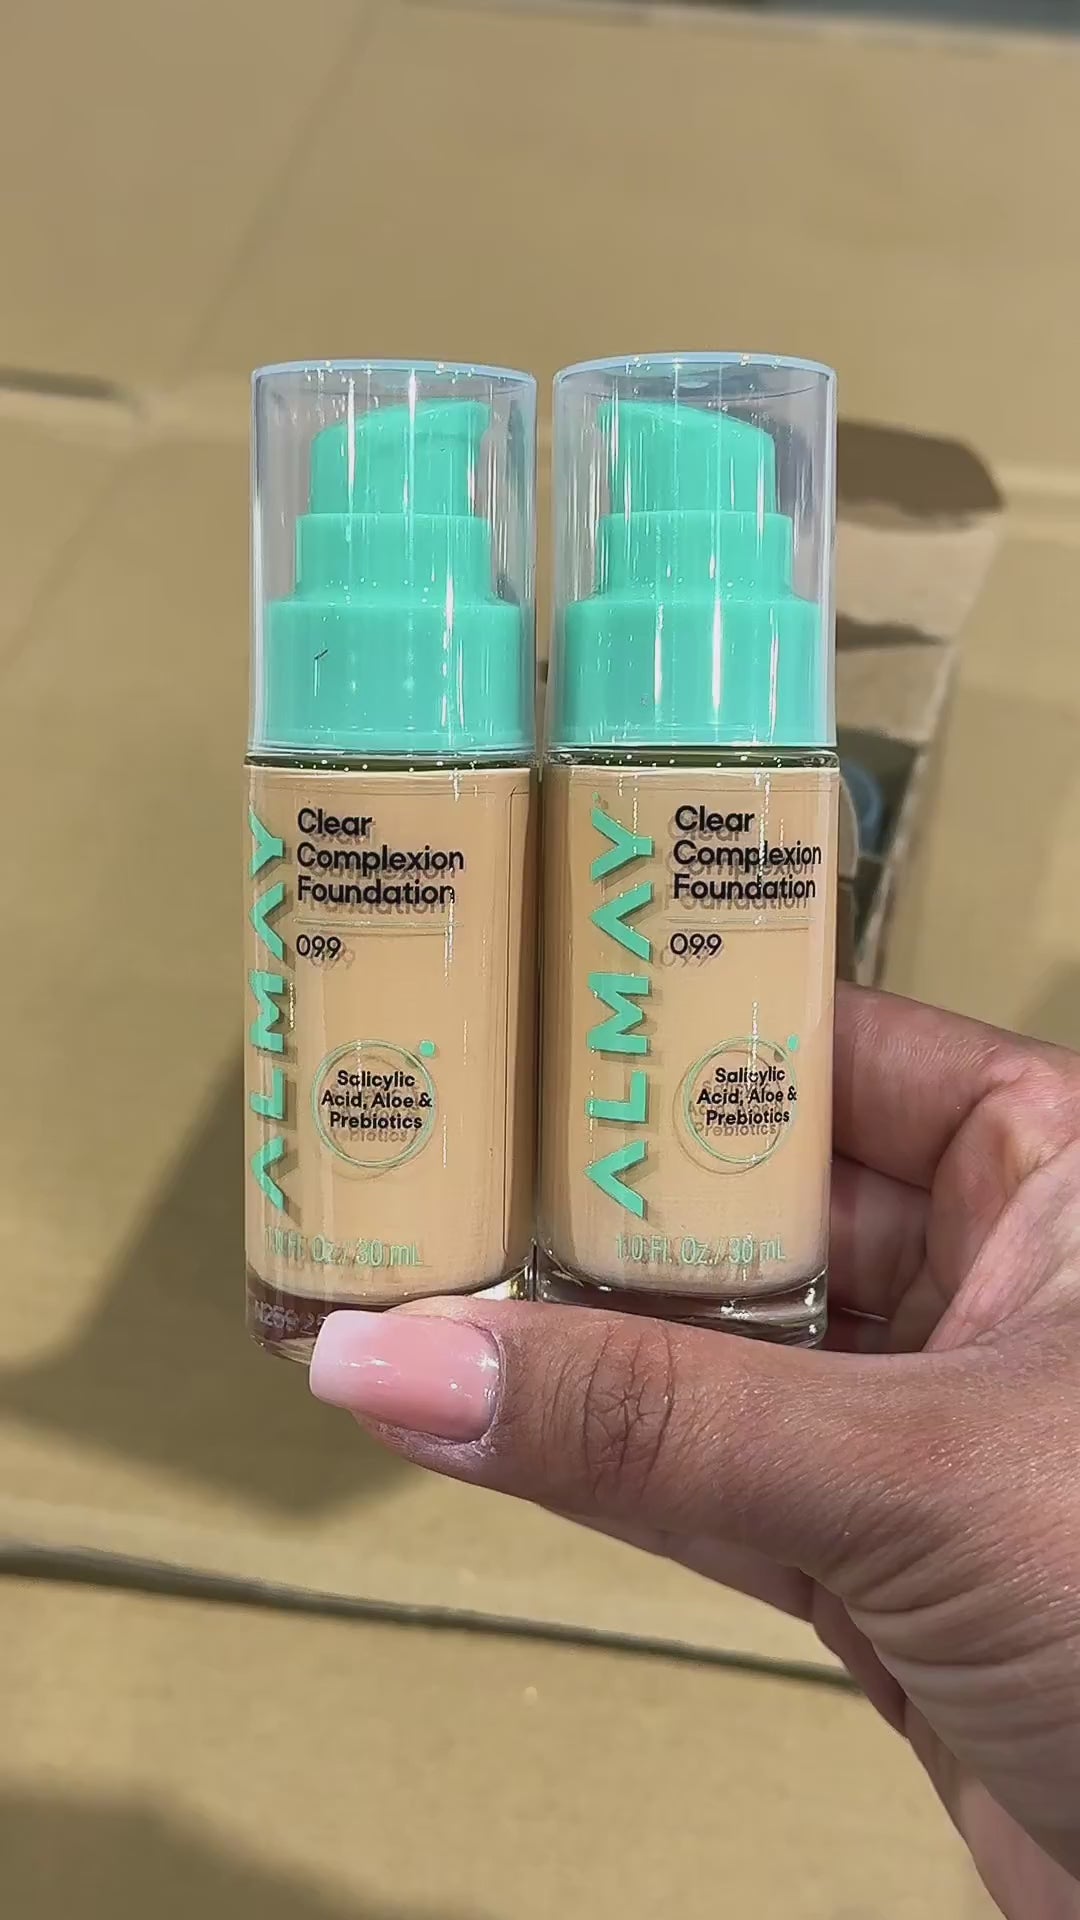 ALMAY
Clear
Complexion
Foundation
099
Salicylic
Acid, Aloe &
Prebiotics
1.0 Fl. Oz. / 30 mL
ALMAY
Clear
Complexion
Foundation
099
Salicylic
Acid, Aloe &
Prebiotics
1.0 Fl. Oz. / 30 mL